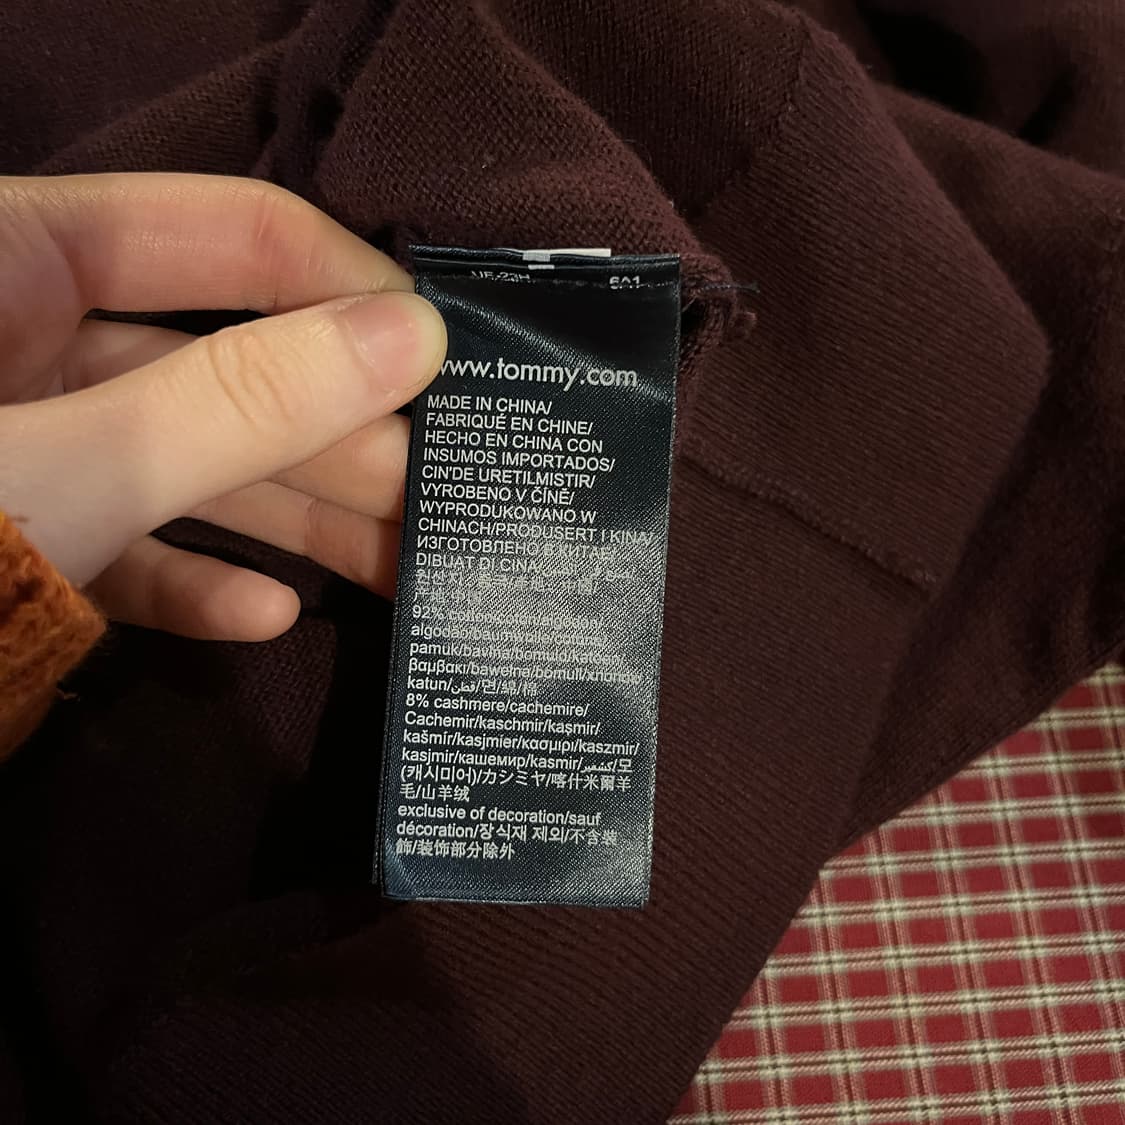 www.tommy.com
MADE IN CHINA/
FABRIQUÉ EN CHINE/
HECHO EN CHINA CON
INSUMOS IMPORTADOS/
CIN'DE URETILMISTIR/
VYROBENO V ČÍNĚ/
WYPRODUKOWANO W
CHINACH/PRODUSERT I KINA/
ИЗГОТОВЛЕНО В КИТАЕ
DIBUAT DI CINA
92%
algodão/baumwolle/
pamuk/bavlna/bomuld/katoen/
βαμβακι/bawełna/bomull/хлопок
katun/قطن/면/綿/棉
8% cashmere/cachemire/
Cachemir/kaschmir/kaşmir/
kašmír/kasjmier/κασμιρι/kaszmir/
kasjmir/кашемир/kasmir/كشمير/모
(캐시미어)/カシミヤ/喀什米爾羊
毛/山羊绒
exclusive of decoration/sauf
décoration/장식재 제외/不含裝
飾/装饰部分除外